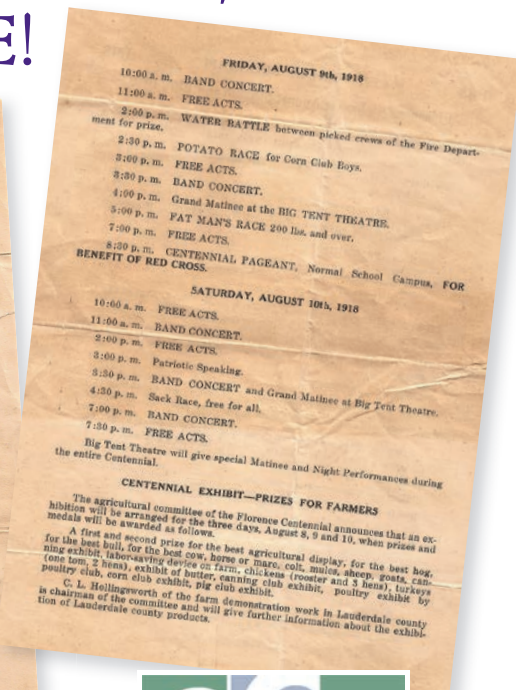 E!
FRIDAY, AUGUST 9th, 1918
10:00 a. m. BAND CONCERT.
11:00 a. m. FREE ACTS.
2:00 p. m. WATER BATTLE between picked crews of the Fire Depart-
ment for prize.
2:30 p. m. POTATO RACE for Corn Club Boys.
3:00 p. m. FREE ACTS.
3:30 p. m. BAND CONCERT.
4:00 p. m. Grand Matinee at the BIG TENT THEATRE.
5:00 p. m. FAT MAN'S RACE 200 lbs. and over.
7:00 p. m. FREE ACTS.
8:30 p. m. CENTENNIAL PAGEANT, Normal School Campus, FOR
BENEFIT OF RED CROSS.
SATURDAY, AUGUST 10th, 1918
10:00 a. m. FREE ACTS.
11:00 a. m. BAND CONCERT.
2:00 p. m. FREE ACTS.
3:00 p. m. Patriotic Speaking.
3:30 p. m. BAND CONCERT and Grand Matinee at Big Tent Theatre.
4:30 p. m. Sack Race, free for all.
7:00 p. m. BAND CONCERT.
7:30 p. m. FREE ACTS.
Big Tent Theatre will give special Matinee and Night Performances during
the entire Centennial.
CENTENNIAL EXHIBIT—PRIZES FOR FARMERS
The agricultural committee of the Florence Centennial announces that an ex-
hibition will be arranged for the three days, August 8, 9 and 10, when prizes and
medals will be awarded as follows.
A first and second prize for the best agricultural display, for the best hog,
for the best bull, for the best cow, horse or mare, colt, mules, sheep, goats, can-
ning exhibit, labor-saving device on farm, chickens (rooster and 3 hens), turkeys
(one tom, 2 hens), exhibit of butter, canning club exhibit, poultry exhibit by
poultry club, corn club exhibit, pig club exhibit.
C. L. Hollingsworth of the farm demonstration work in Lauderdale county
is chairman of the committee and will give further information about the exhibi-
tion of Lauderdale county products.